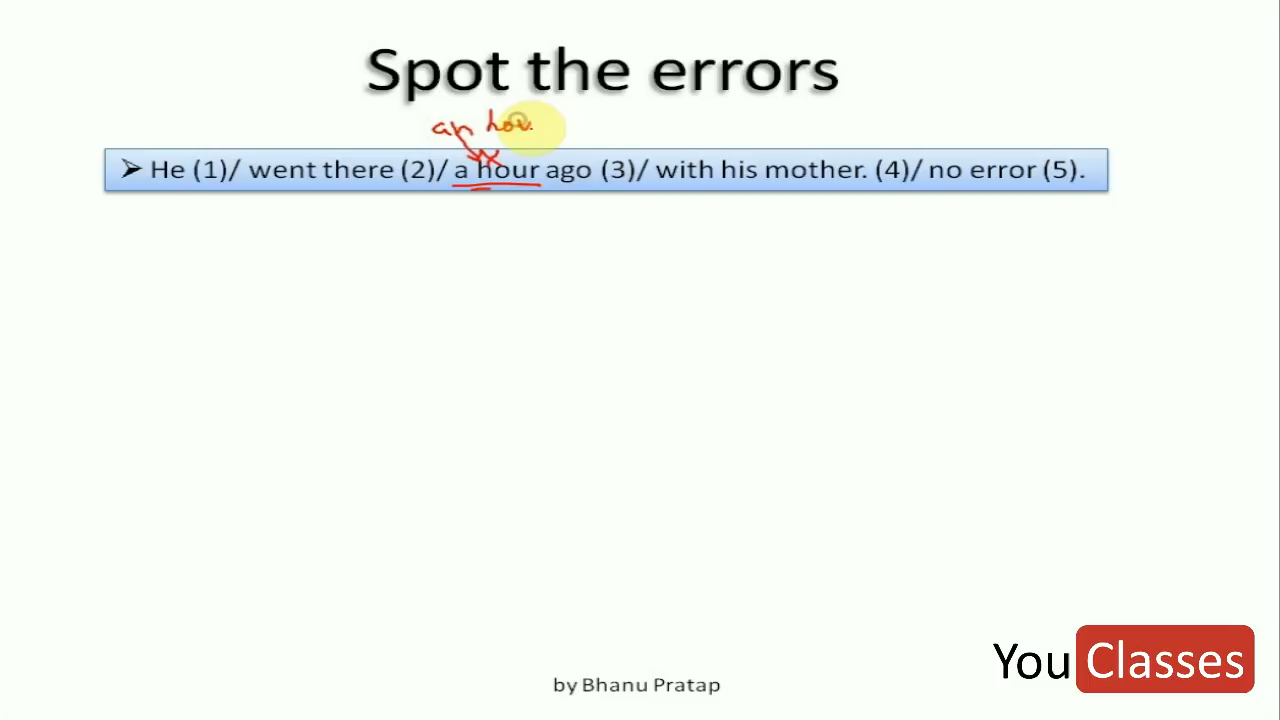 Spot the errors
an hou
➢ He (1)/ went there (2)/ a hour ago (3)/ with his mother. (4)/ no error (5).
You Classes
by Bhanu Pratap